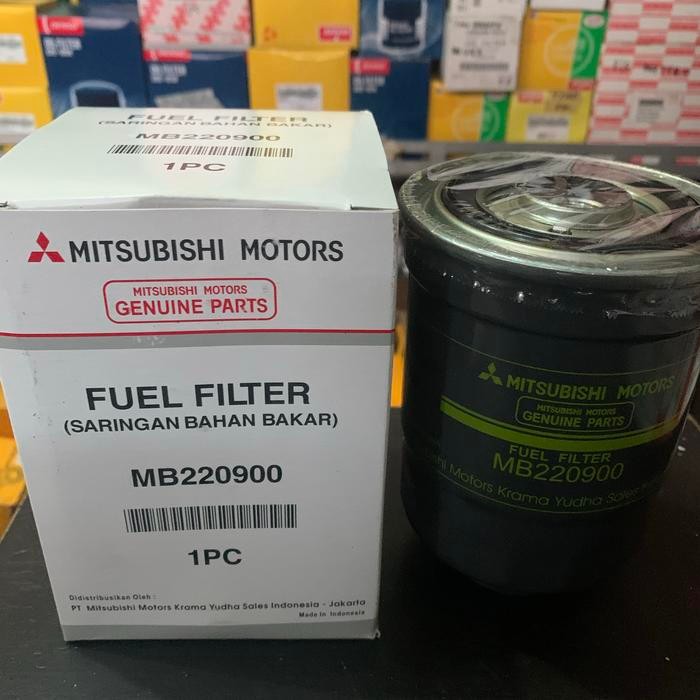 FUEL FILTER
(SARINGAN BAHAN BAKAR)
MB220900
1PC
MITSUBISHI MOTORS
MITSUBISHI MOTORS
GENUINE PARTS
FUEL FILTER
(SARINGAN BAHAN BAKAR)
MB220900
1PC
Didistribusikan Oleh :
PT Mitsubishi Motors Krama Yudha Sales Indonesia - Jakarta
Made In Indonesia
MITSUBISHI MOTORS
MITSUBISHI MOTORS
GENUINE PARTS
FUEL FILTER
MB220900
Motors Krama Yudha Sales